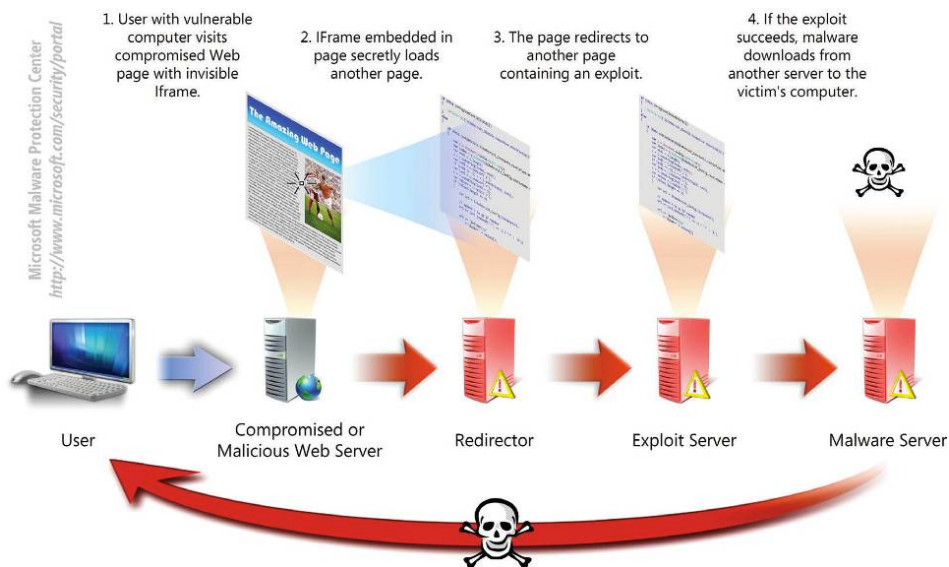 Microsoft Malware Protection Center
http://www.microsoft.com/security/portal
1. User with vulnerable
computer visits
compromised Web
page with invisible
Iframe.
2. IFrame embedded in
page secretly loads
another page.
3. The page redirects to
another page
containing an exploit.
4. If the exploit
succeeds, malware
downloads from
another server to the
victim's computer.
The Amazing Web Page
User
Compromised or
Malicious Web Server
Redirector
Exploit Server
Malware Server